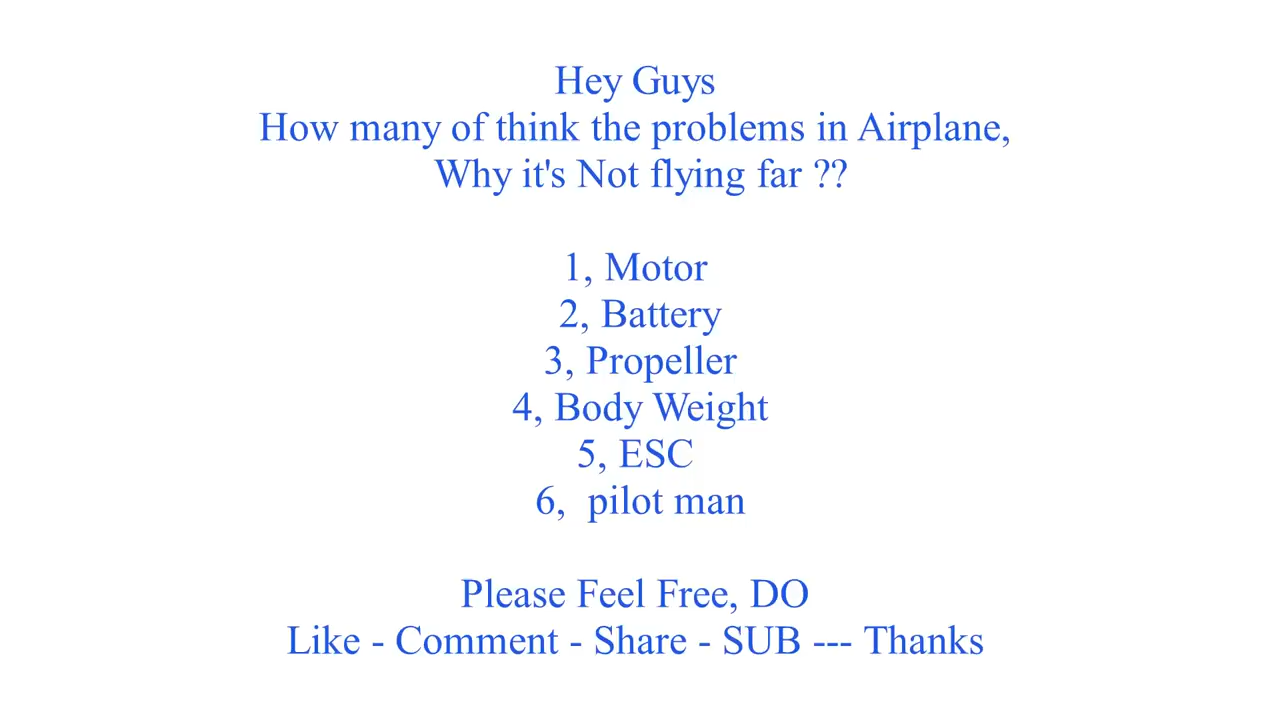 Hey Guys
How many of think the problems in Airplane,
Why it's Not flying far ??
1, Motor
2, Battery
3, Propeller
4, Body Weight
5, ESC
6,  pilot man
Please Feel Free, DO
Like - Comment - Share - SUB --- Thanks